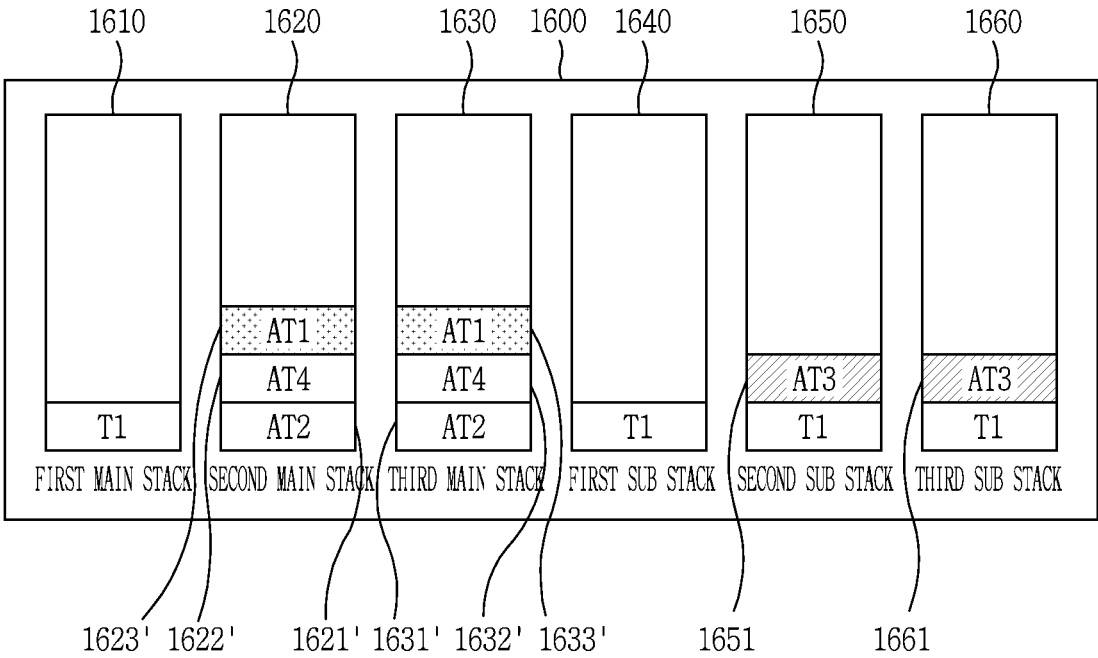 1610 1620 1630 1600 1640 1650 1660
AT1 AT1
AT4 AT4 AT3 AT3
T1 AT2 AT2 T1 T1 T1
FIRST MAIN STACK SECOND MAIN STACK THIRD MAIN STACK FIRST SUB STACK SECOND SUB STACK THIRD SUB STACK
1623' 1622' 1621' 1631' 1632' 1633' 1651 1661